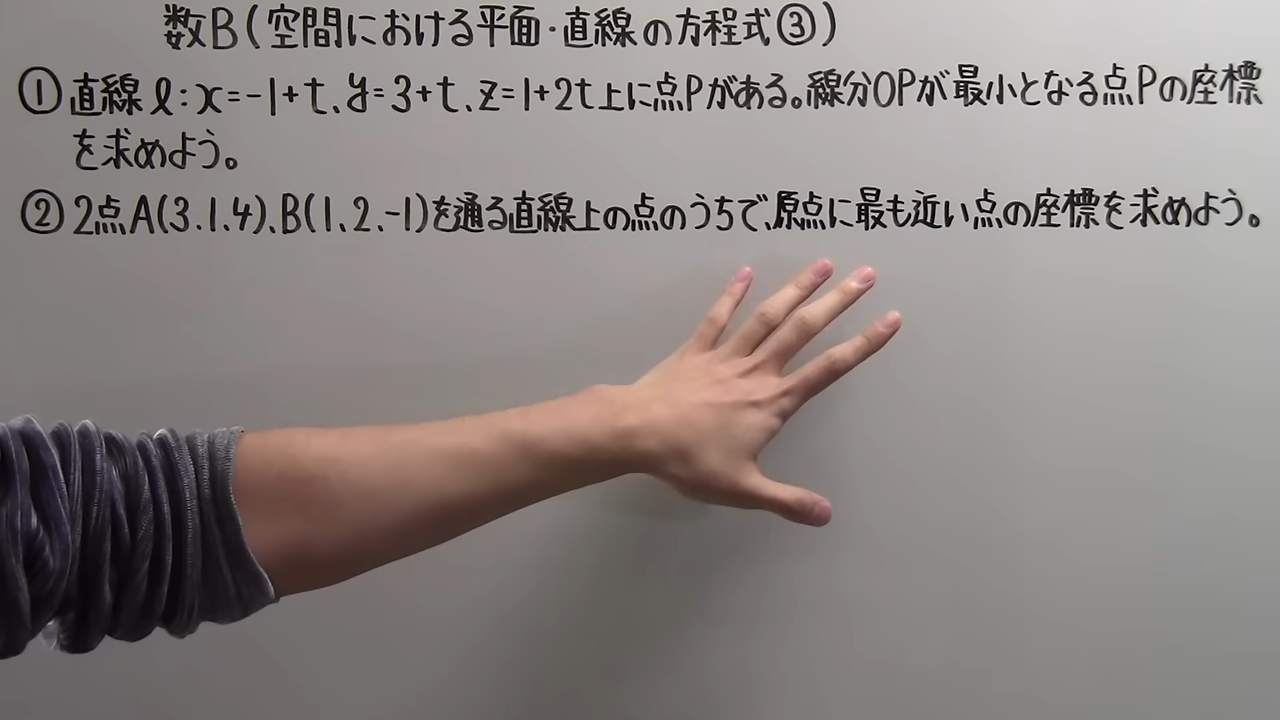 数B(空間における平面・直線の方程式③)
①直線ℓ:x=-1+t、y=3+t、z=1+2t上に点Pがある。線分OPが最小となる点Pの座標
を求めよう。
②2点A(3.1.4)、B(1.2.-1)を通る直線上の点のうちで、原点に最も近い点の座標を求めよう。